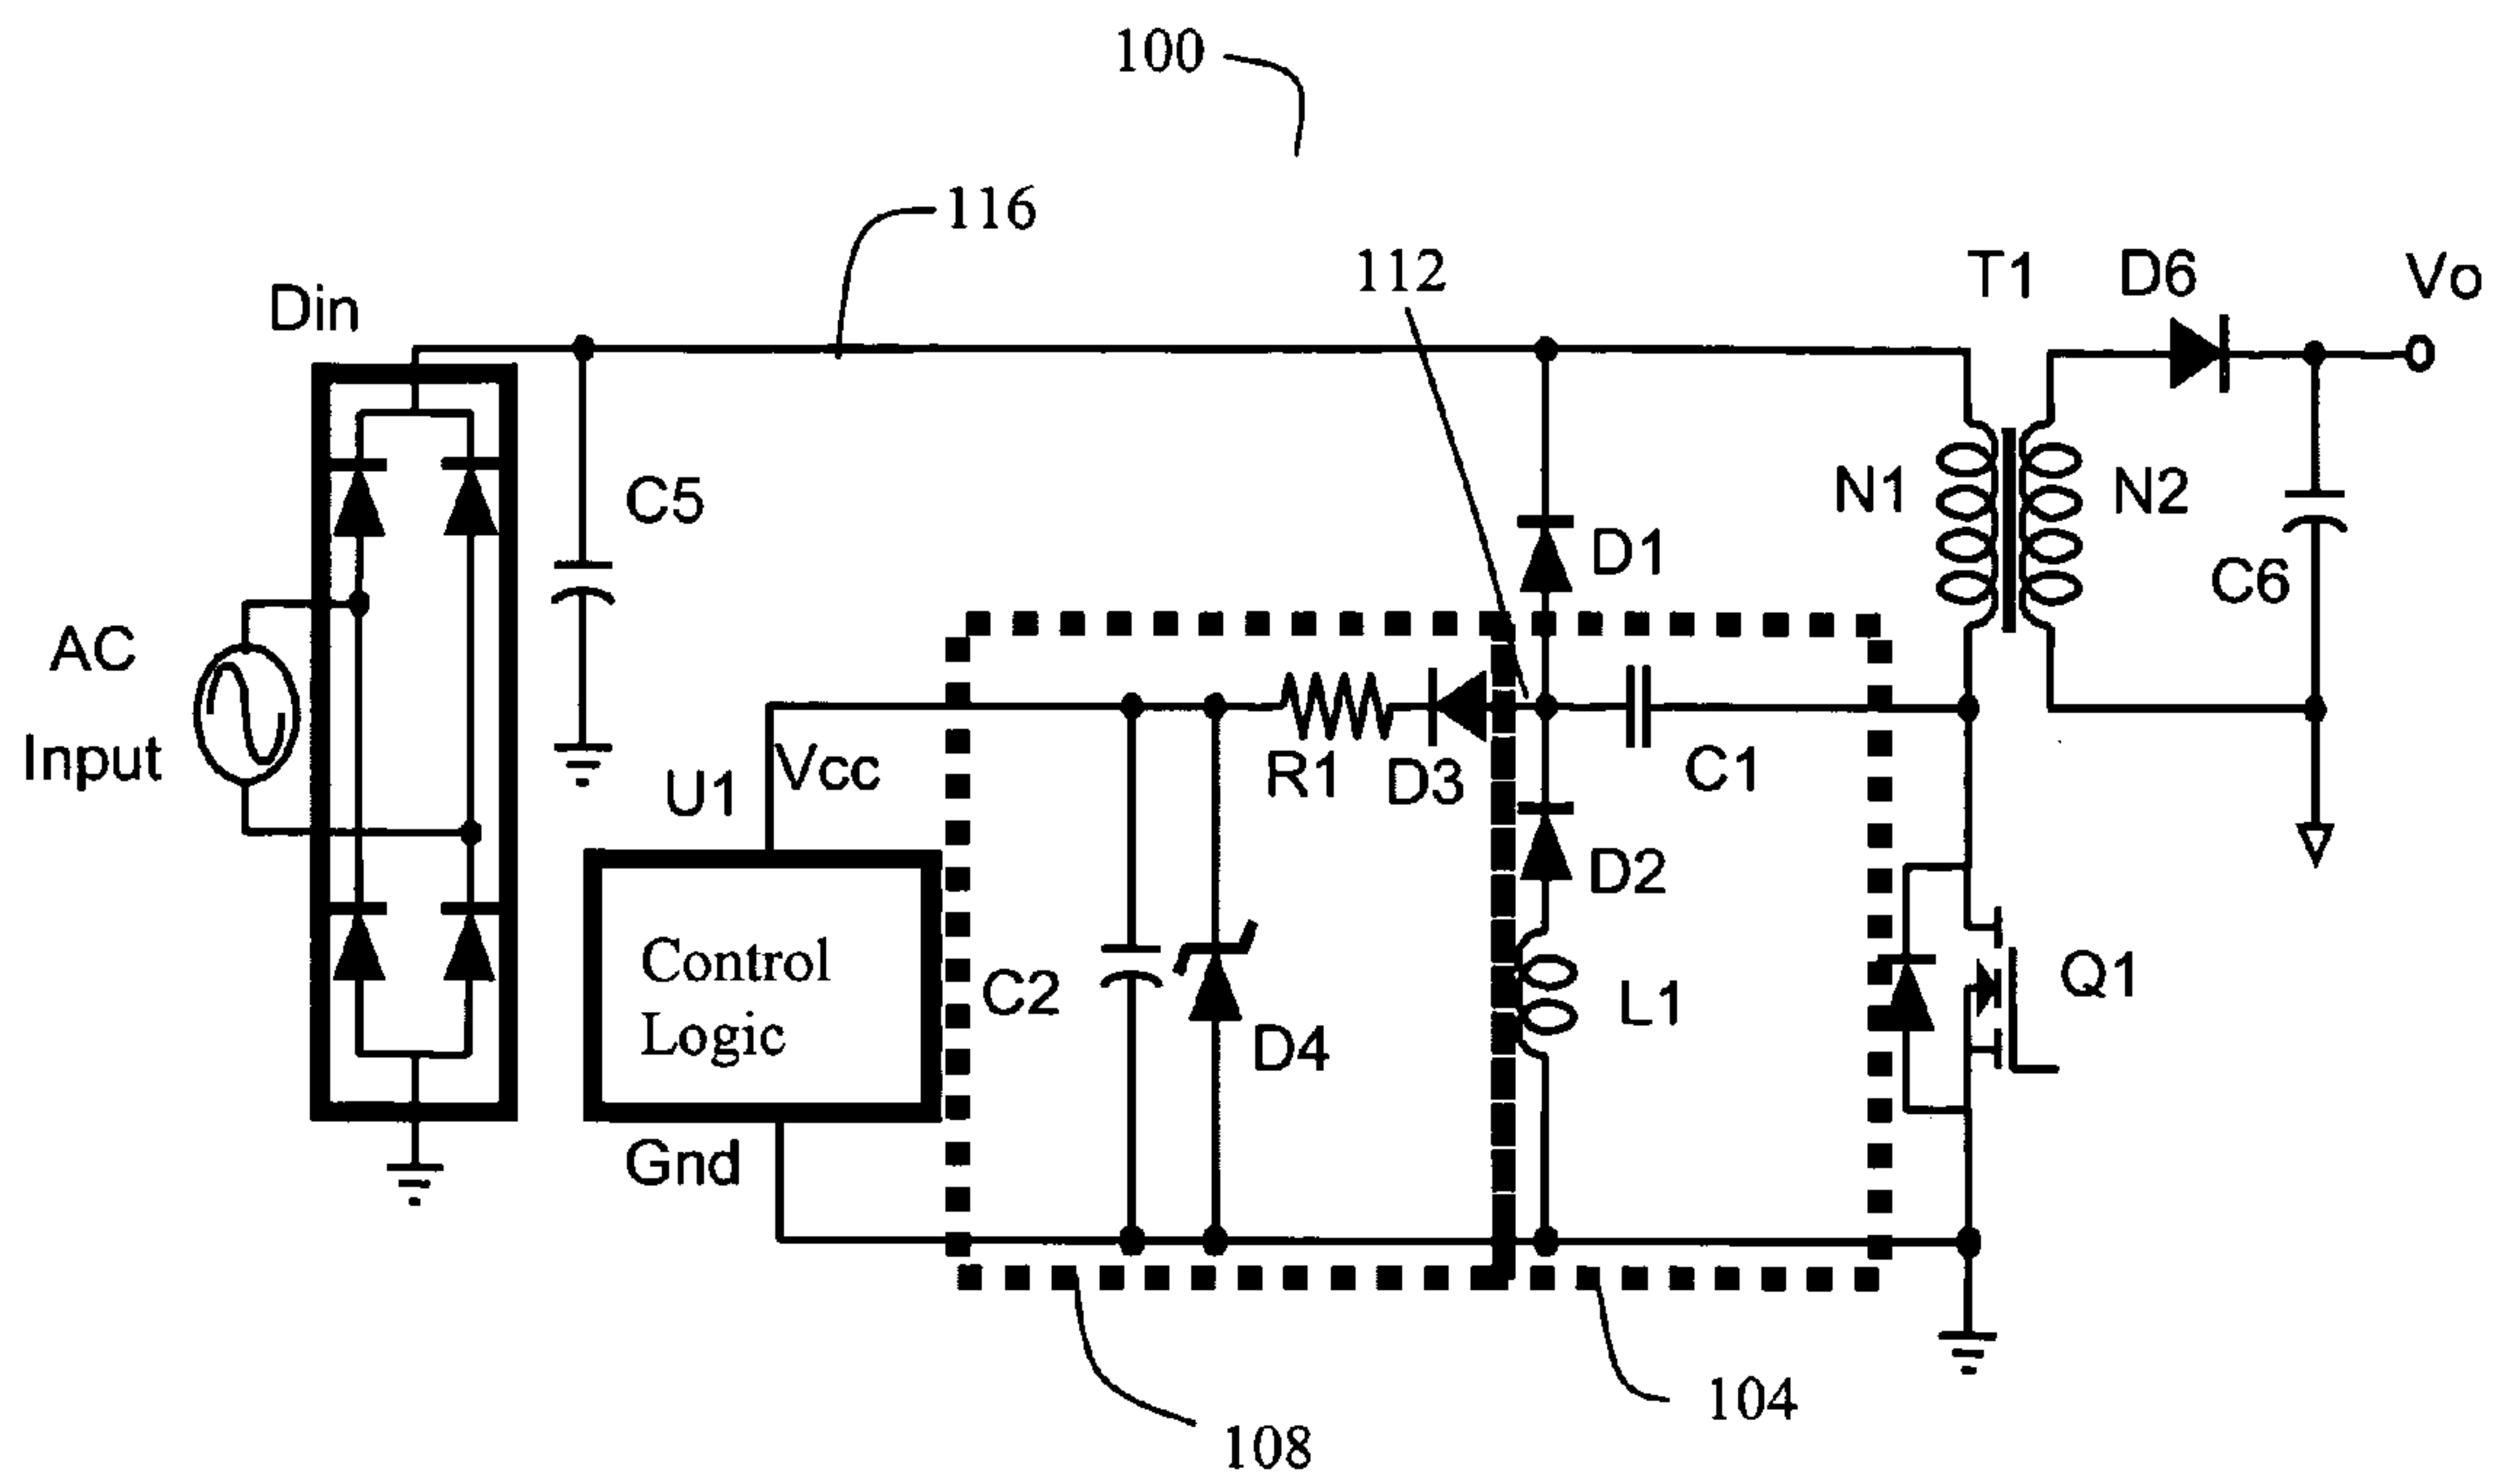 100
116
112
T1
D6
Vo
Din
N1
N2
C5
D1
C6
AC
Input
Vcc
R1
D3
C1
U1
D2
Control
Logic
C2
L1
Q1
D4
Gnd
104
108